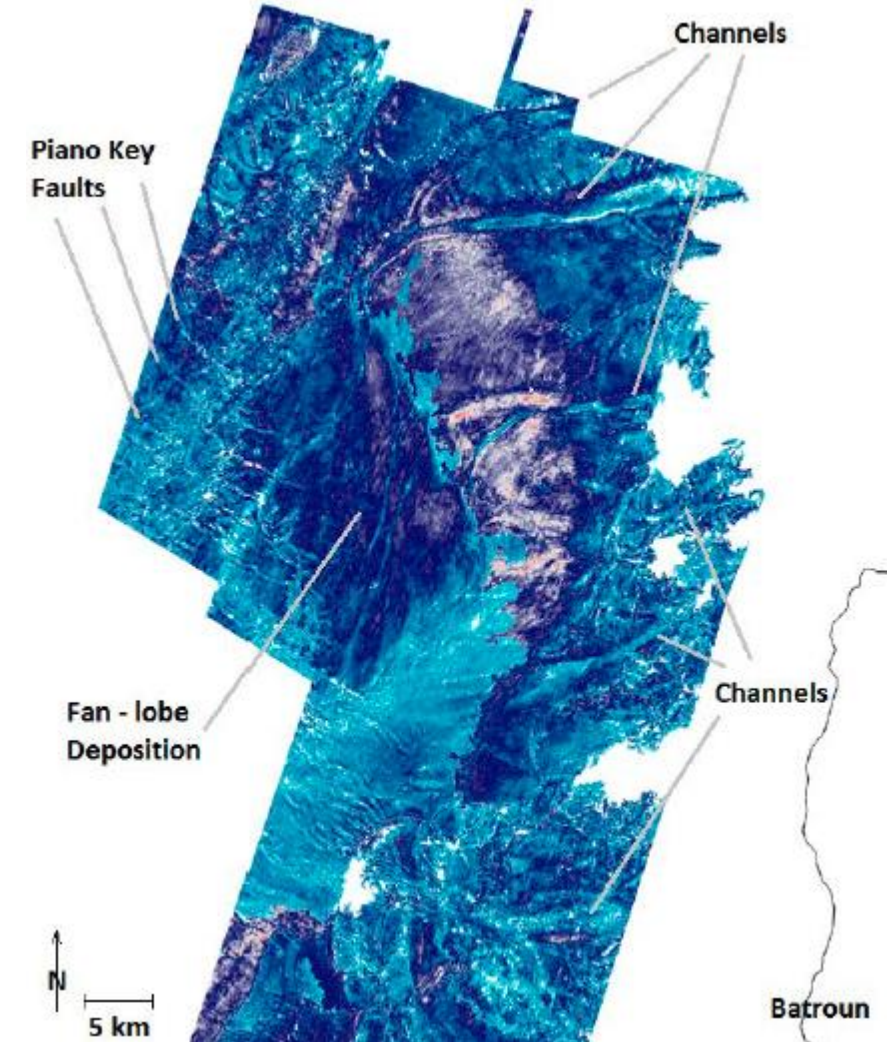 Channels
Piano Key
Faults
Fan - lobe
Deposition
Channels
N
5 km
Batroun